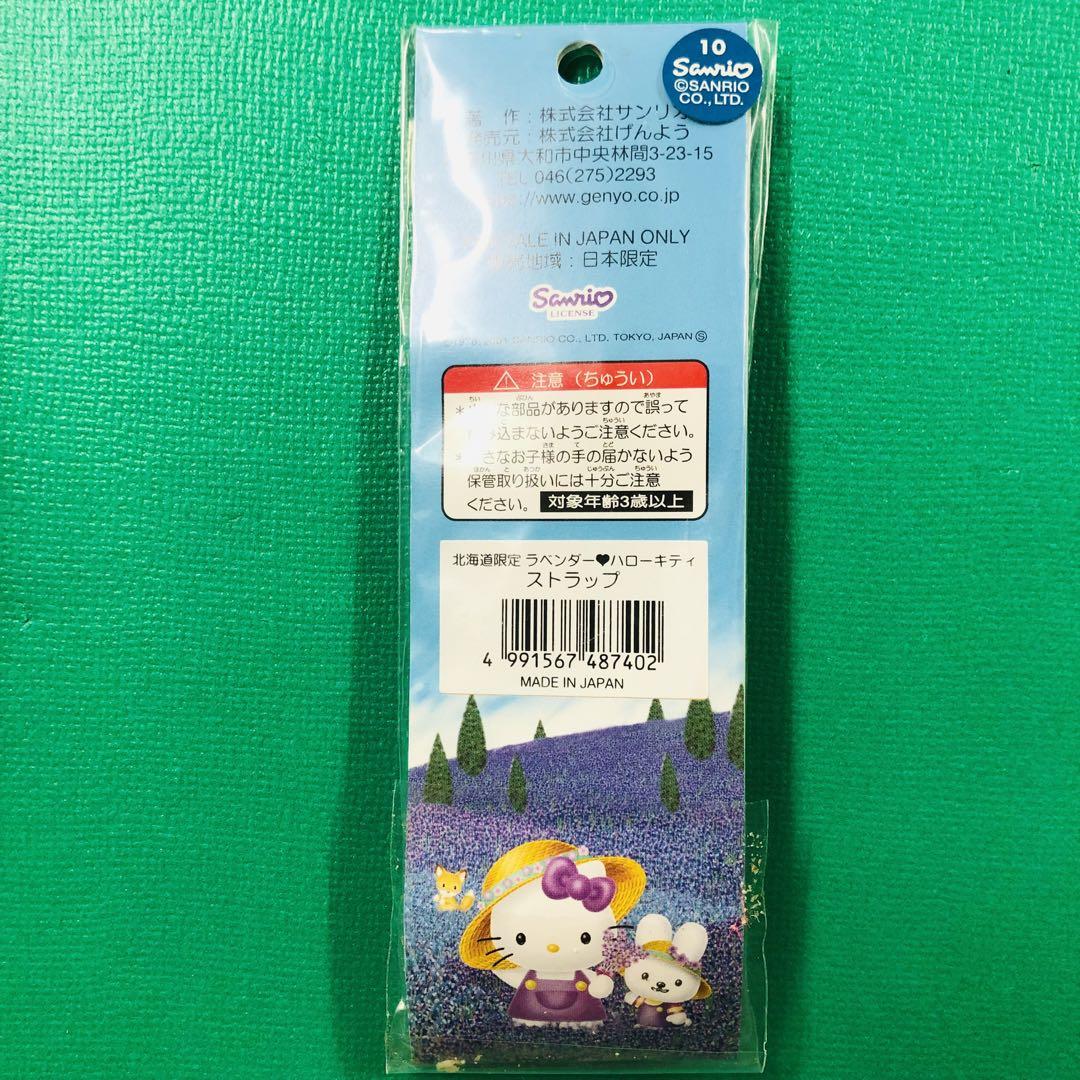 10
Sanrio
©SANRIO
CO., LTD.
著 作：株式会社サンリオ
発売元：株式会社げんよう
県大和市中央林間3-23-15
046(275)2293
://www.genyo.co.jp
SALE IN JAPAN ONLY
地域：日本限定
Sanrio
LICENSE
SANRIO CO., LTD. TOKYO, JAPAN Ⓢ
⚠ 注意（ちゅうい）
な部品がありますので誤って
込まないようご注意ください。
さなお子様の手の届かないよう
保管取り扱いには十分ご注意
ください。 対象年齢3歳以上
北海道限定 ラベンダー♥ハローキティ
ストラップ
4 991567 487402
MADE IN JAPAN